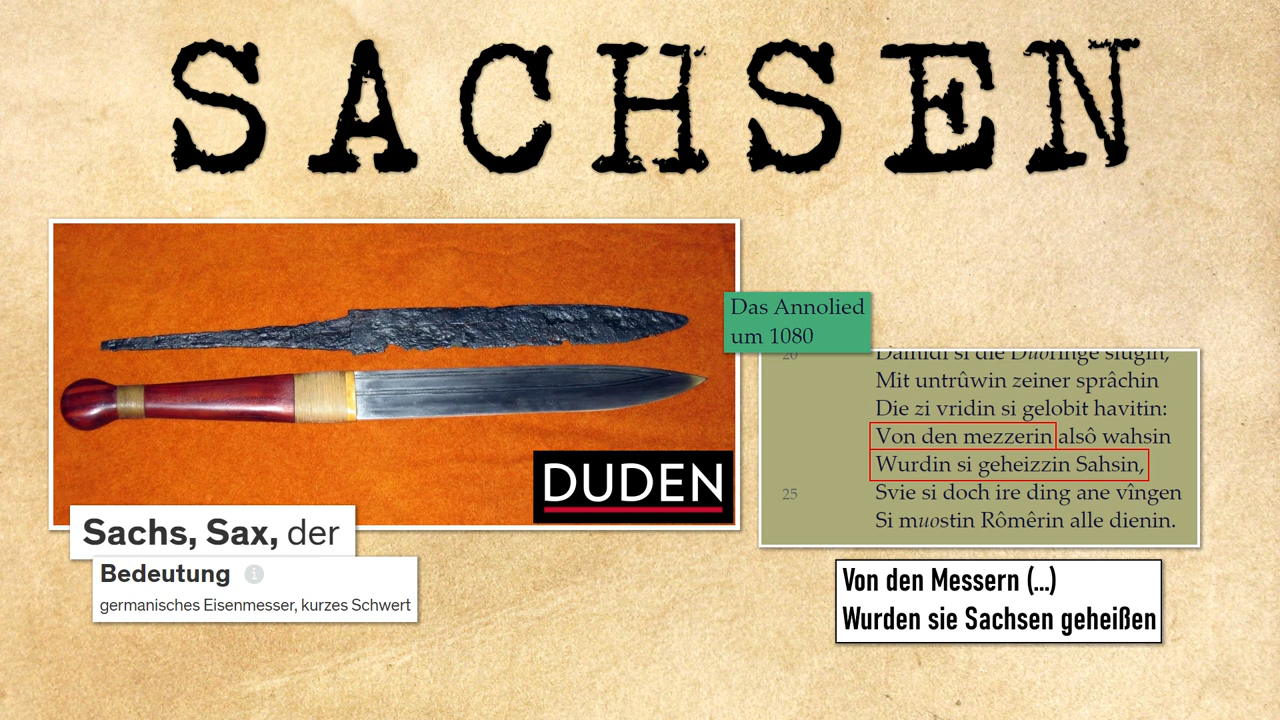 SACHSEN
DUDEN
Sachs, Sax, der
Bedeutung i
germanisches Eisenmesser, kurzes Schwert
Das Annolied
um 1080
20 Damidi si die Duoringe slugin,
Mit untrûwin zeiner sprâchin
Die zi vridin si gelobit havitin:
Von den mezzerin alsô wahsin
Wurdin si geheizzin Sahsin,
25 Svie si doch ire ding ane vîngen
Si muostin Rômêrin alle dienin.
Von den Messern (...)
Wurden sie Sachsen geheißen